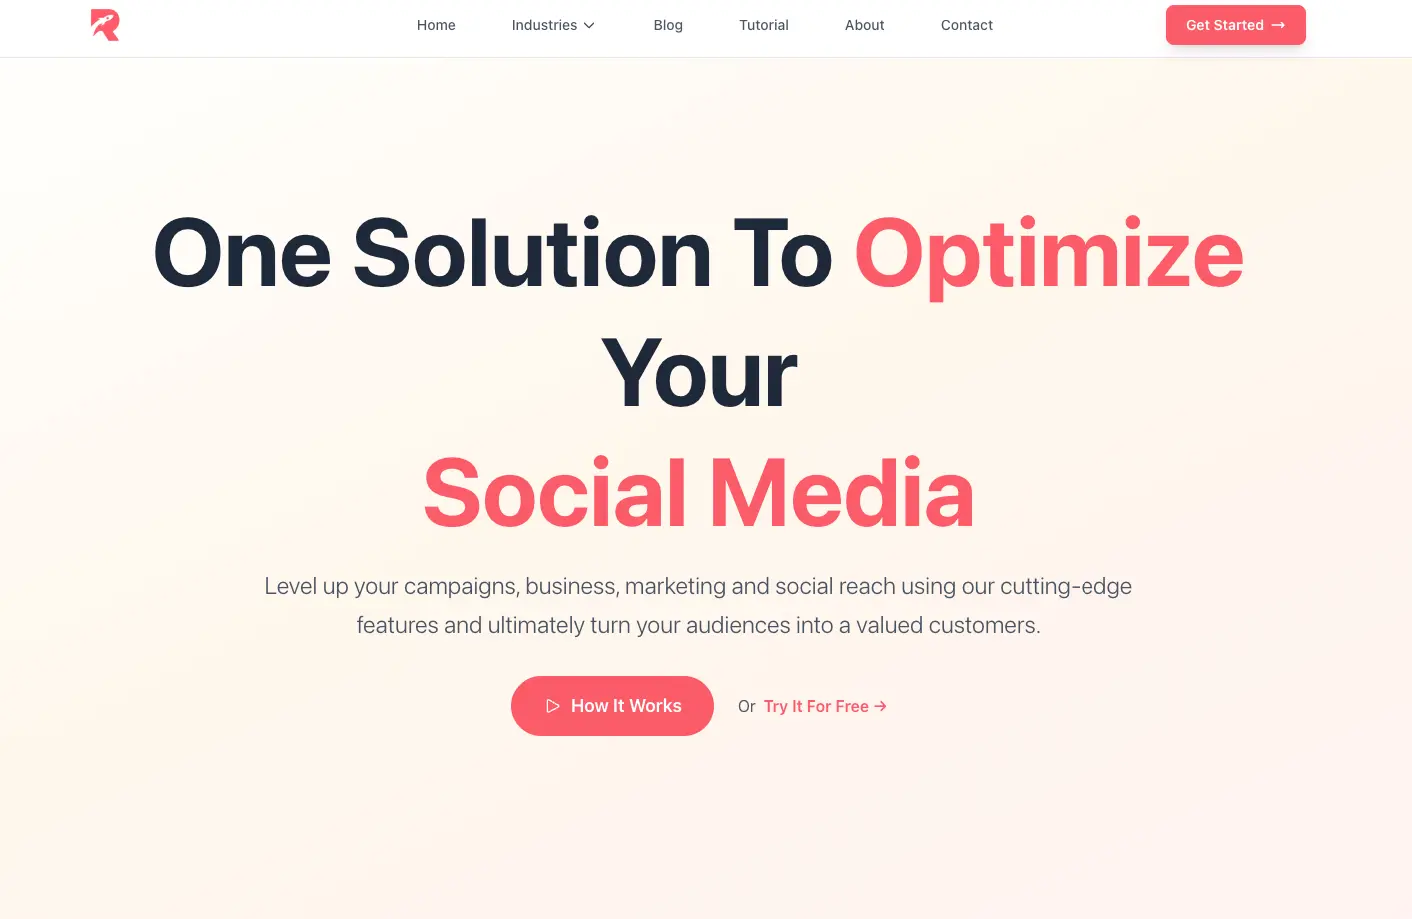 Home Industries Blog Tutorial About Contact Get Started →
One Solution To Optimize
Your
Social Media
Level up your campaigns, business, marketing and social reach using our cutting-edge
features and ultimately turn your audiences into a valued customers.
How It Works Or Try It For Free →